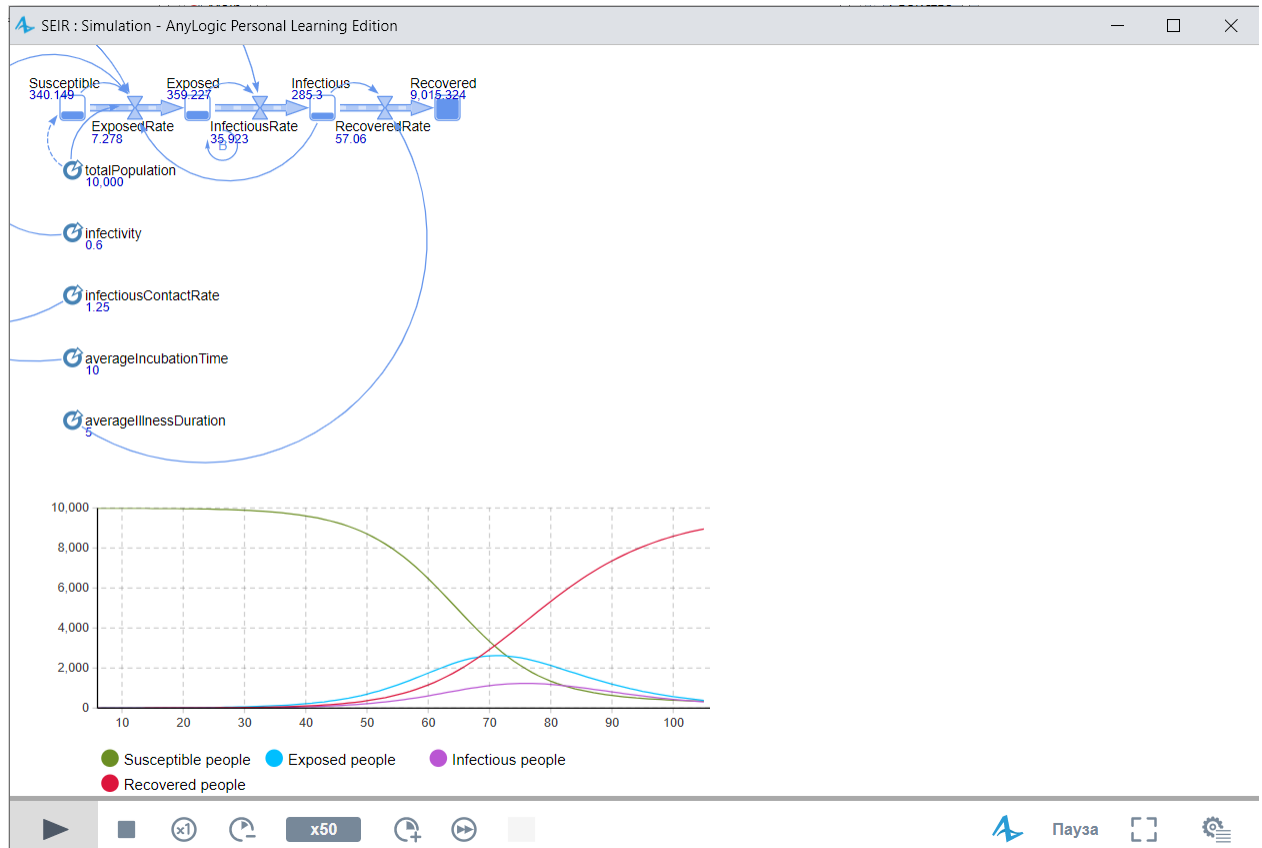 SEIR : Simulation - AnyLogic Personal Learning Edition
Susceptible Exposed Infectious Recovered
340.149 359.227 285.3 9,015.324
ExposedRate InfectiousRate RecoveredRate
7.278 35.923 57.06
B
totalPopulation
10,000
infectivity
0.6
infectiousContactRate
1.25
averageIncubationTime
10
averageIllnessDuration
5
10,000
8,000
6,000
4,000
2,000
0
10 20 30 40 50 60 70 80 90 100
Susceptible people Exposed people Infectious people
Recovered people
x1 x50 Пауза